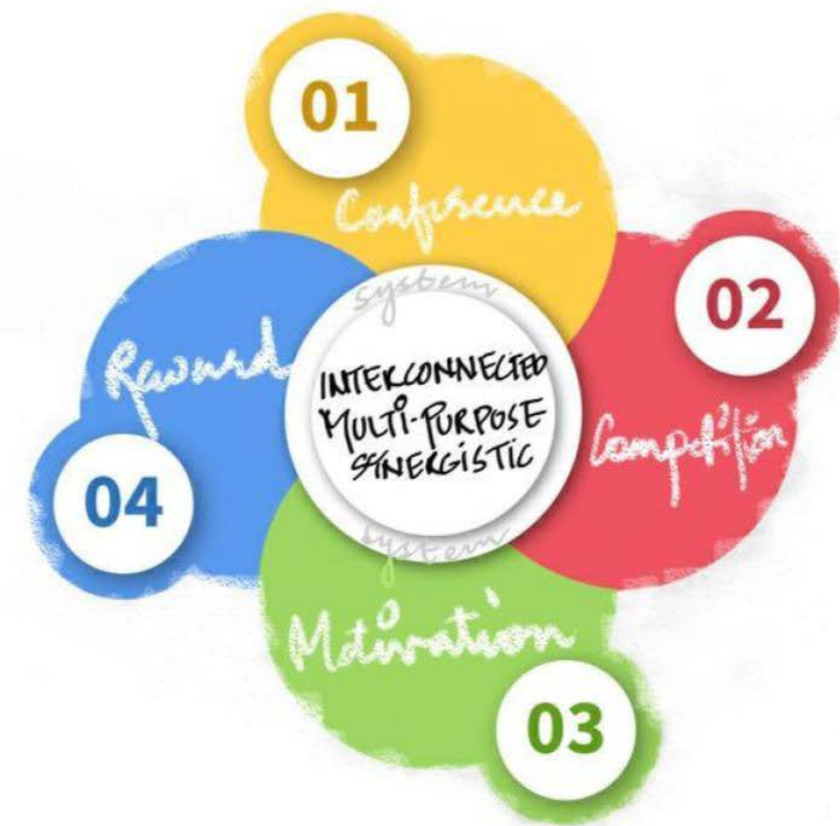 01
Conference
02
Competition
system
INTERCONNECTED
MULTI-PURPOSE
SYNERGISTIC
system
Reward
04
Motivation
03